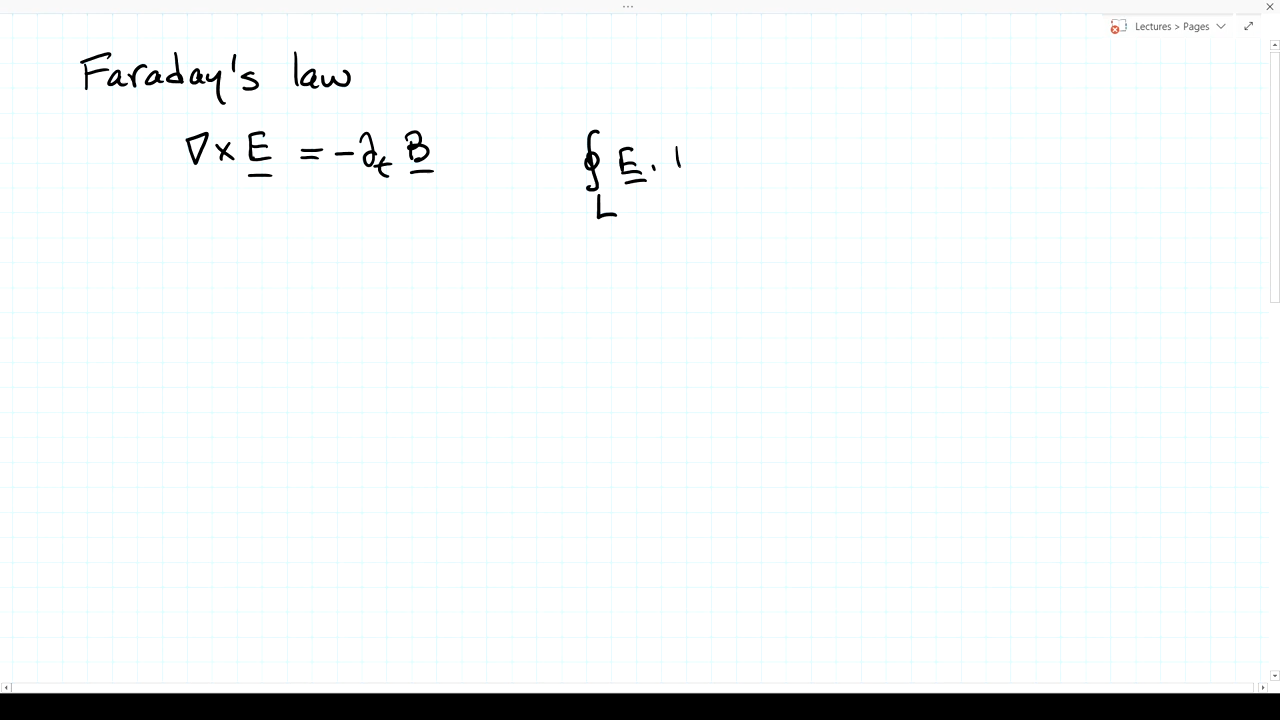 Lectures > Pages
Faraday's law
∇ × E = -∂t B
∮L E . l